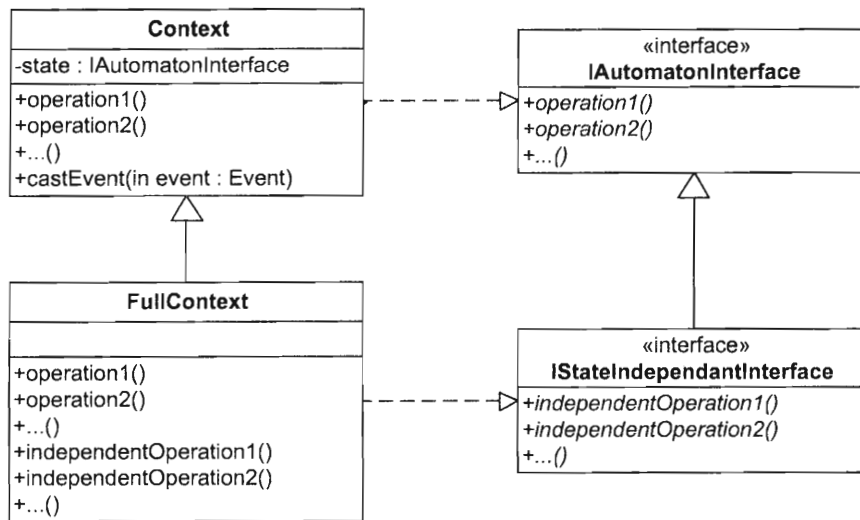 Context
-state : IAutomatonInterface
+operation1()
+operation2()
+...()
+castEvent(in event : Event)
«interface»
IAutomatonInterface
+operation1()
+operation2()
+...()
FullContext
+operation1()
+operation2()
+...()
+independentOperation1()
+independentOperation2()
+...()
«interface»
IStateIndependantInterface
+independentOperation1()
+independentOperation2()
+...()